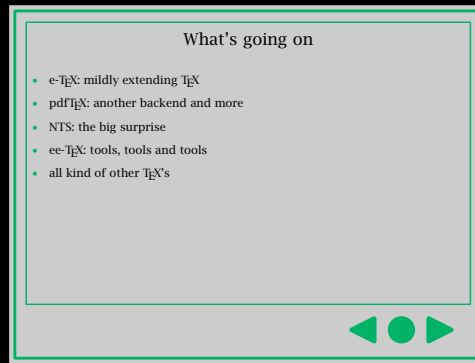 What's going on
• e-TEX: mildly extending TEX
• pdfTEX: another backend and more
• NTS: the big surprise
• ee-TEX: tools, tools and tools
• all kind of other TEX's